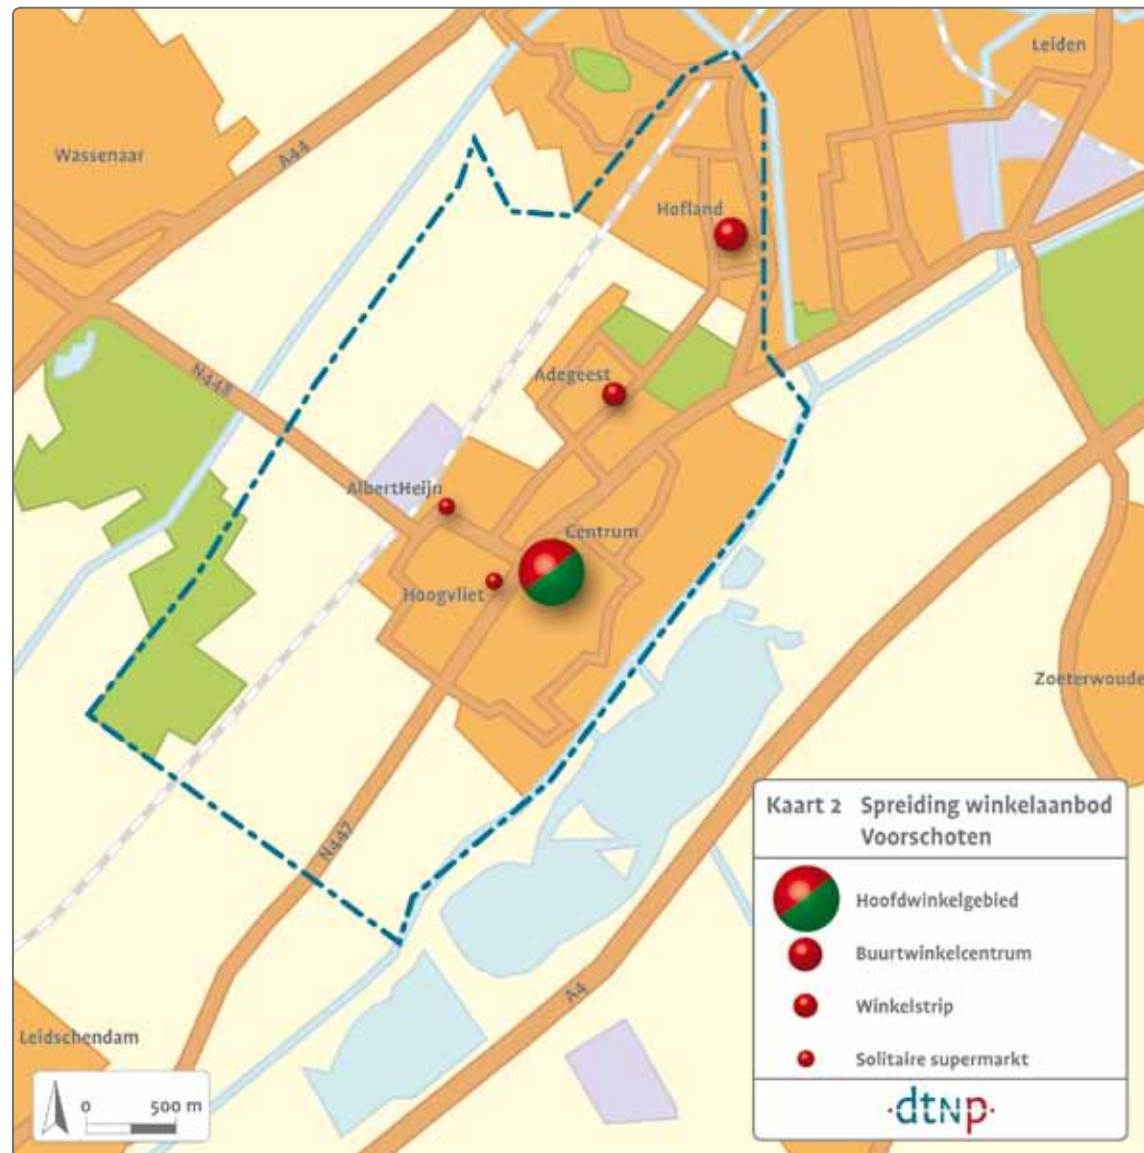 Leiden
Wassenaar
A44
Hofland
N448
Adegeest
AlbertHeijn
Centrum
Hoogvliet
Zoeterwoude
N447
A4
Leidschendam
0 500 m
Kaart 2 Spreiding winkelaanbod
Voorschoten
Hoofdwinkelgebied
Buurtwinkelcentrum
Winkelstrip
Solitaire supermarkt
·dtnp·